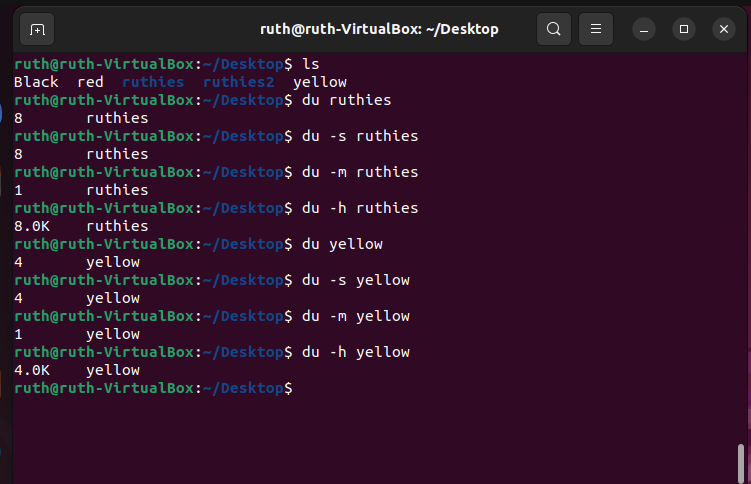 ruth@ruth-VirtualBox: ~/Desktop
ruth@ruth-VirtualBox:~/Desktop$ ls
Black  red  ruthies  ruthies2  yellow
ruth@ruth-VirtualBox:~/Desktop$ du ruthies
8       ruthies
ruth@ruth-VirtualBox:~/Desktop$ du -s ruthies
8       ruthies
ruth@ruth-VirtualBox:~/Desktop$ du -m ruthies
1       ruthies
ruth@ruth-VirtualBox:~/Desktop$ du -h ruthies
8.0K    ruthies
ruth@ruth-VirtualBox:~/Desktop$ du yellow
4       yellow
ruth@ruth-VirtualBox:~/Desktop$ du -s yellow
4       yellow
ruth@ruth-VirtualBox:~/Desktop$ du -m yellow
1       yellow
ruth@ruth-VirtualBox:~/Desktop$ du -h yellow
4.0K    yellow
ruth@ruth-VirtualBox:~/Desktop$